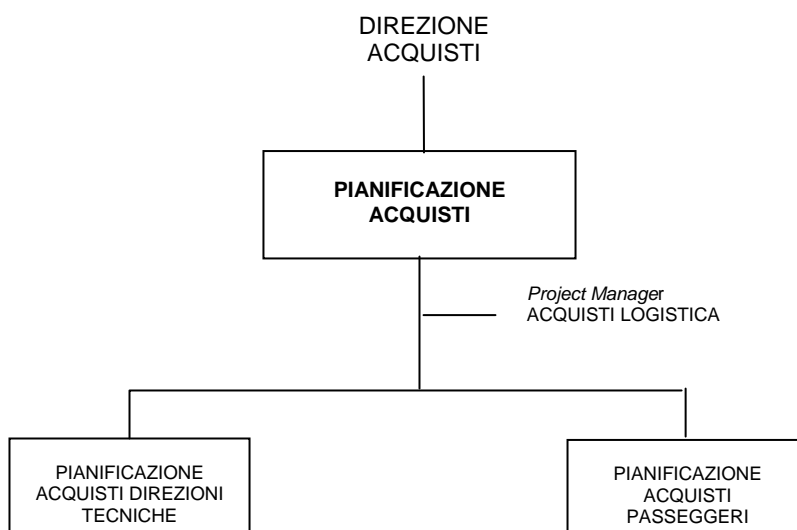 DIREZIONE
ACQUISTI
PIANIFICAZIONE
ACQUISTI
Project Manager
ACQUISTI LOGISTICA
PIANIFICAZIONE
ACQUISTI DIREZIONI
TECNICHE
PIANIFICAZIONE
ACQUISTI
PASSEGGERI